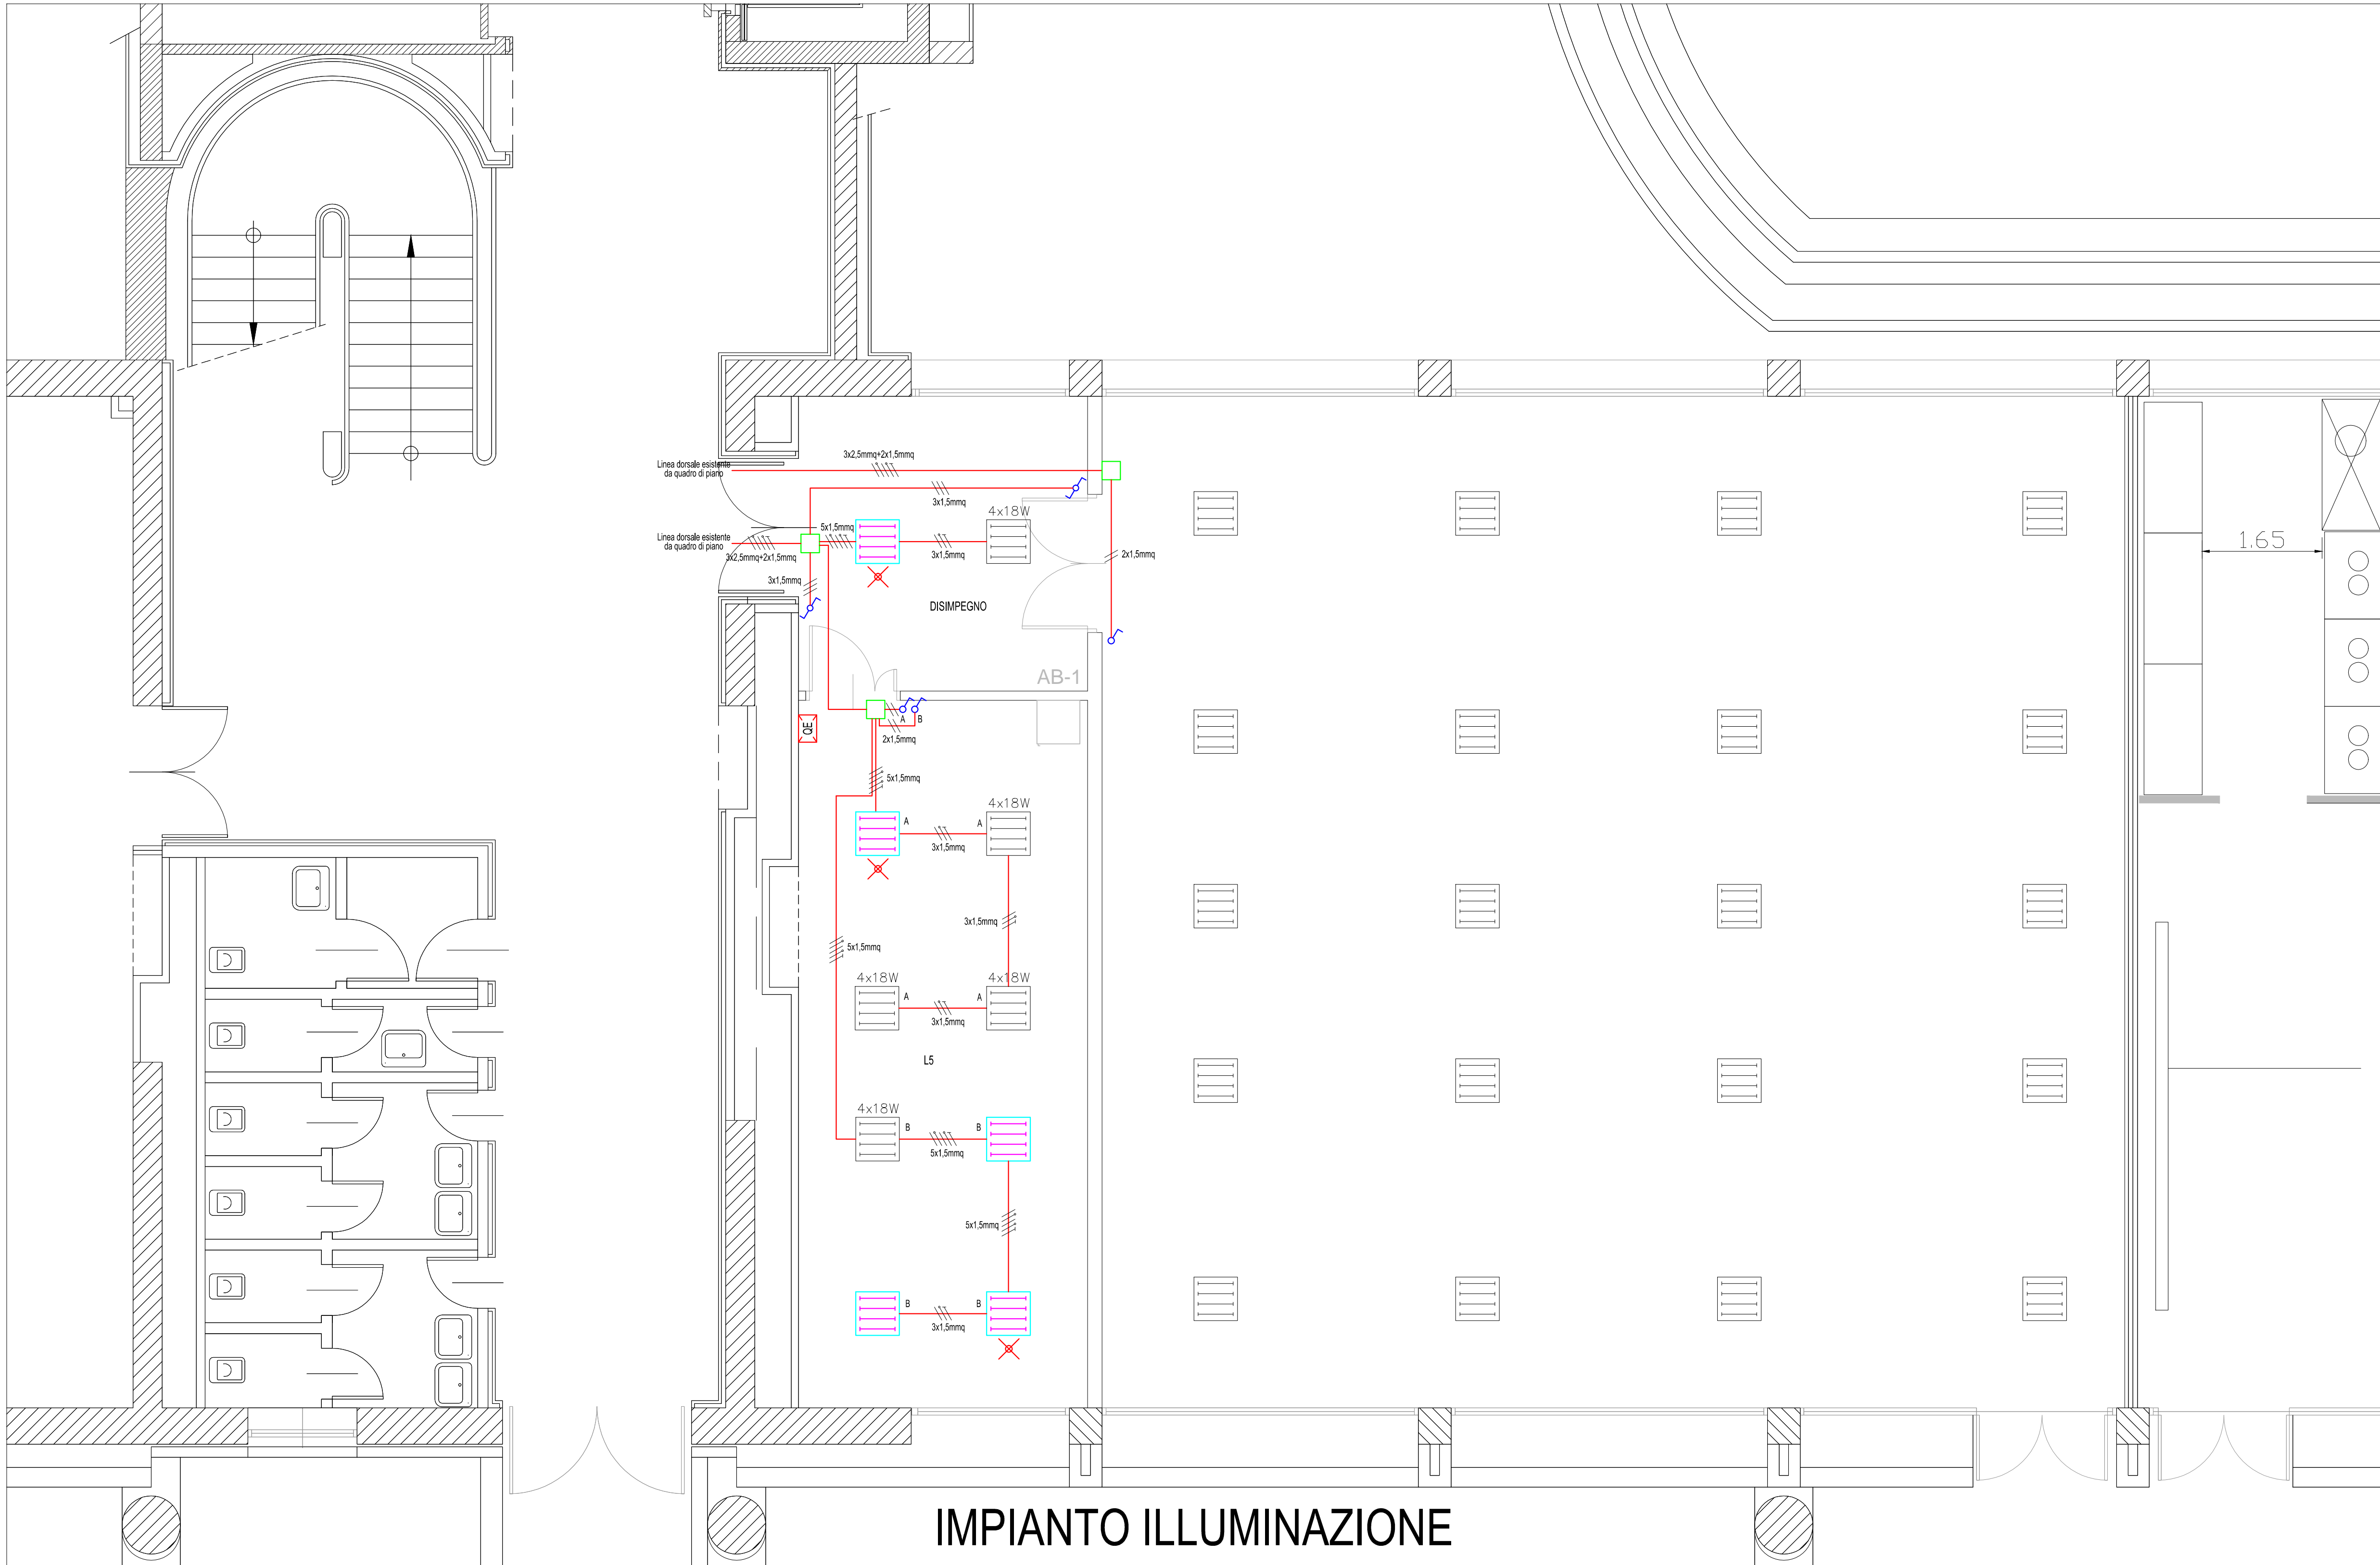 3x2,5mmq+2x1,5mmq
Linea dorsale esistente
da quadro di piano
3x1,5mmq
4x18W
5x1,5mmq
Linea dorsale esistente
da quadro di piano
3x2,5mmq+2x1,5mmq
3x1,5mmq
2x1,5mmq
1.65
3x1,5mmq
DISIMPEGNO
AB-1
QE
A B
2x1,5mmq
5x1,5mmq
4x18W
A A
3x1,5mmq
3x1,5mmq
5x1,5mmq
4x18W 4x18W
A A
3x1,5mmq
L5
4x18W
B B
5x1,5mmq
5x1,5mmq
B B
3x1,5mmq
IMPIANTO ILLUMINAZIONE